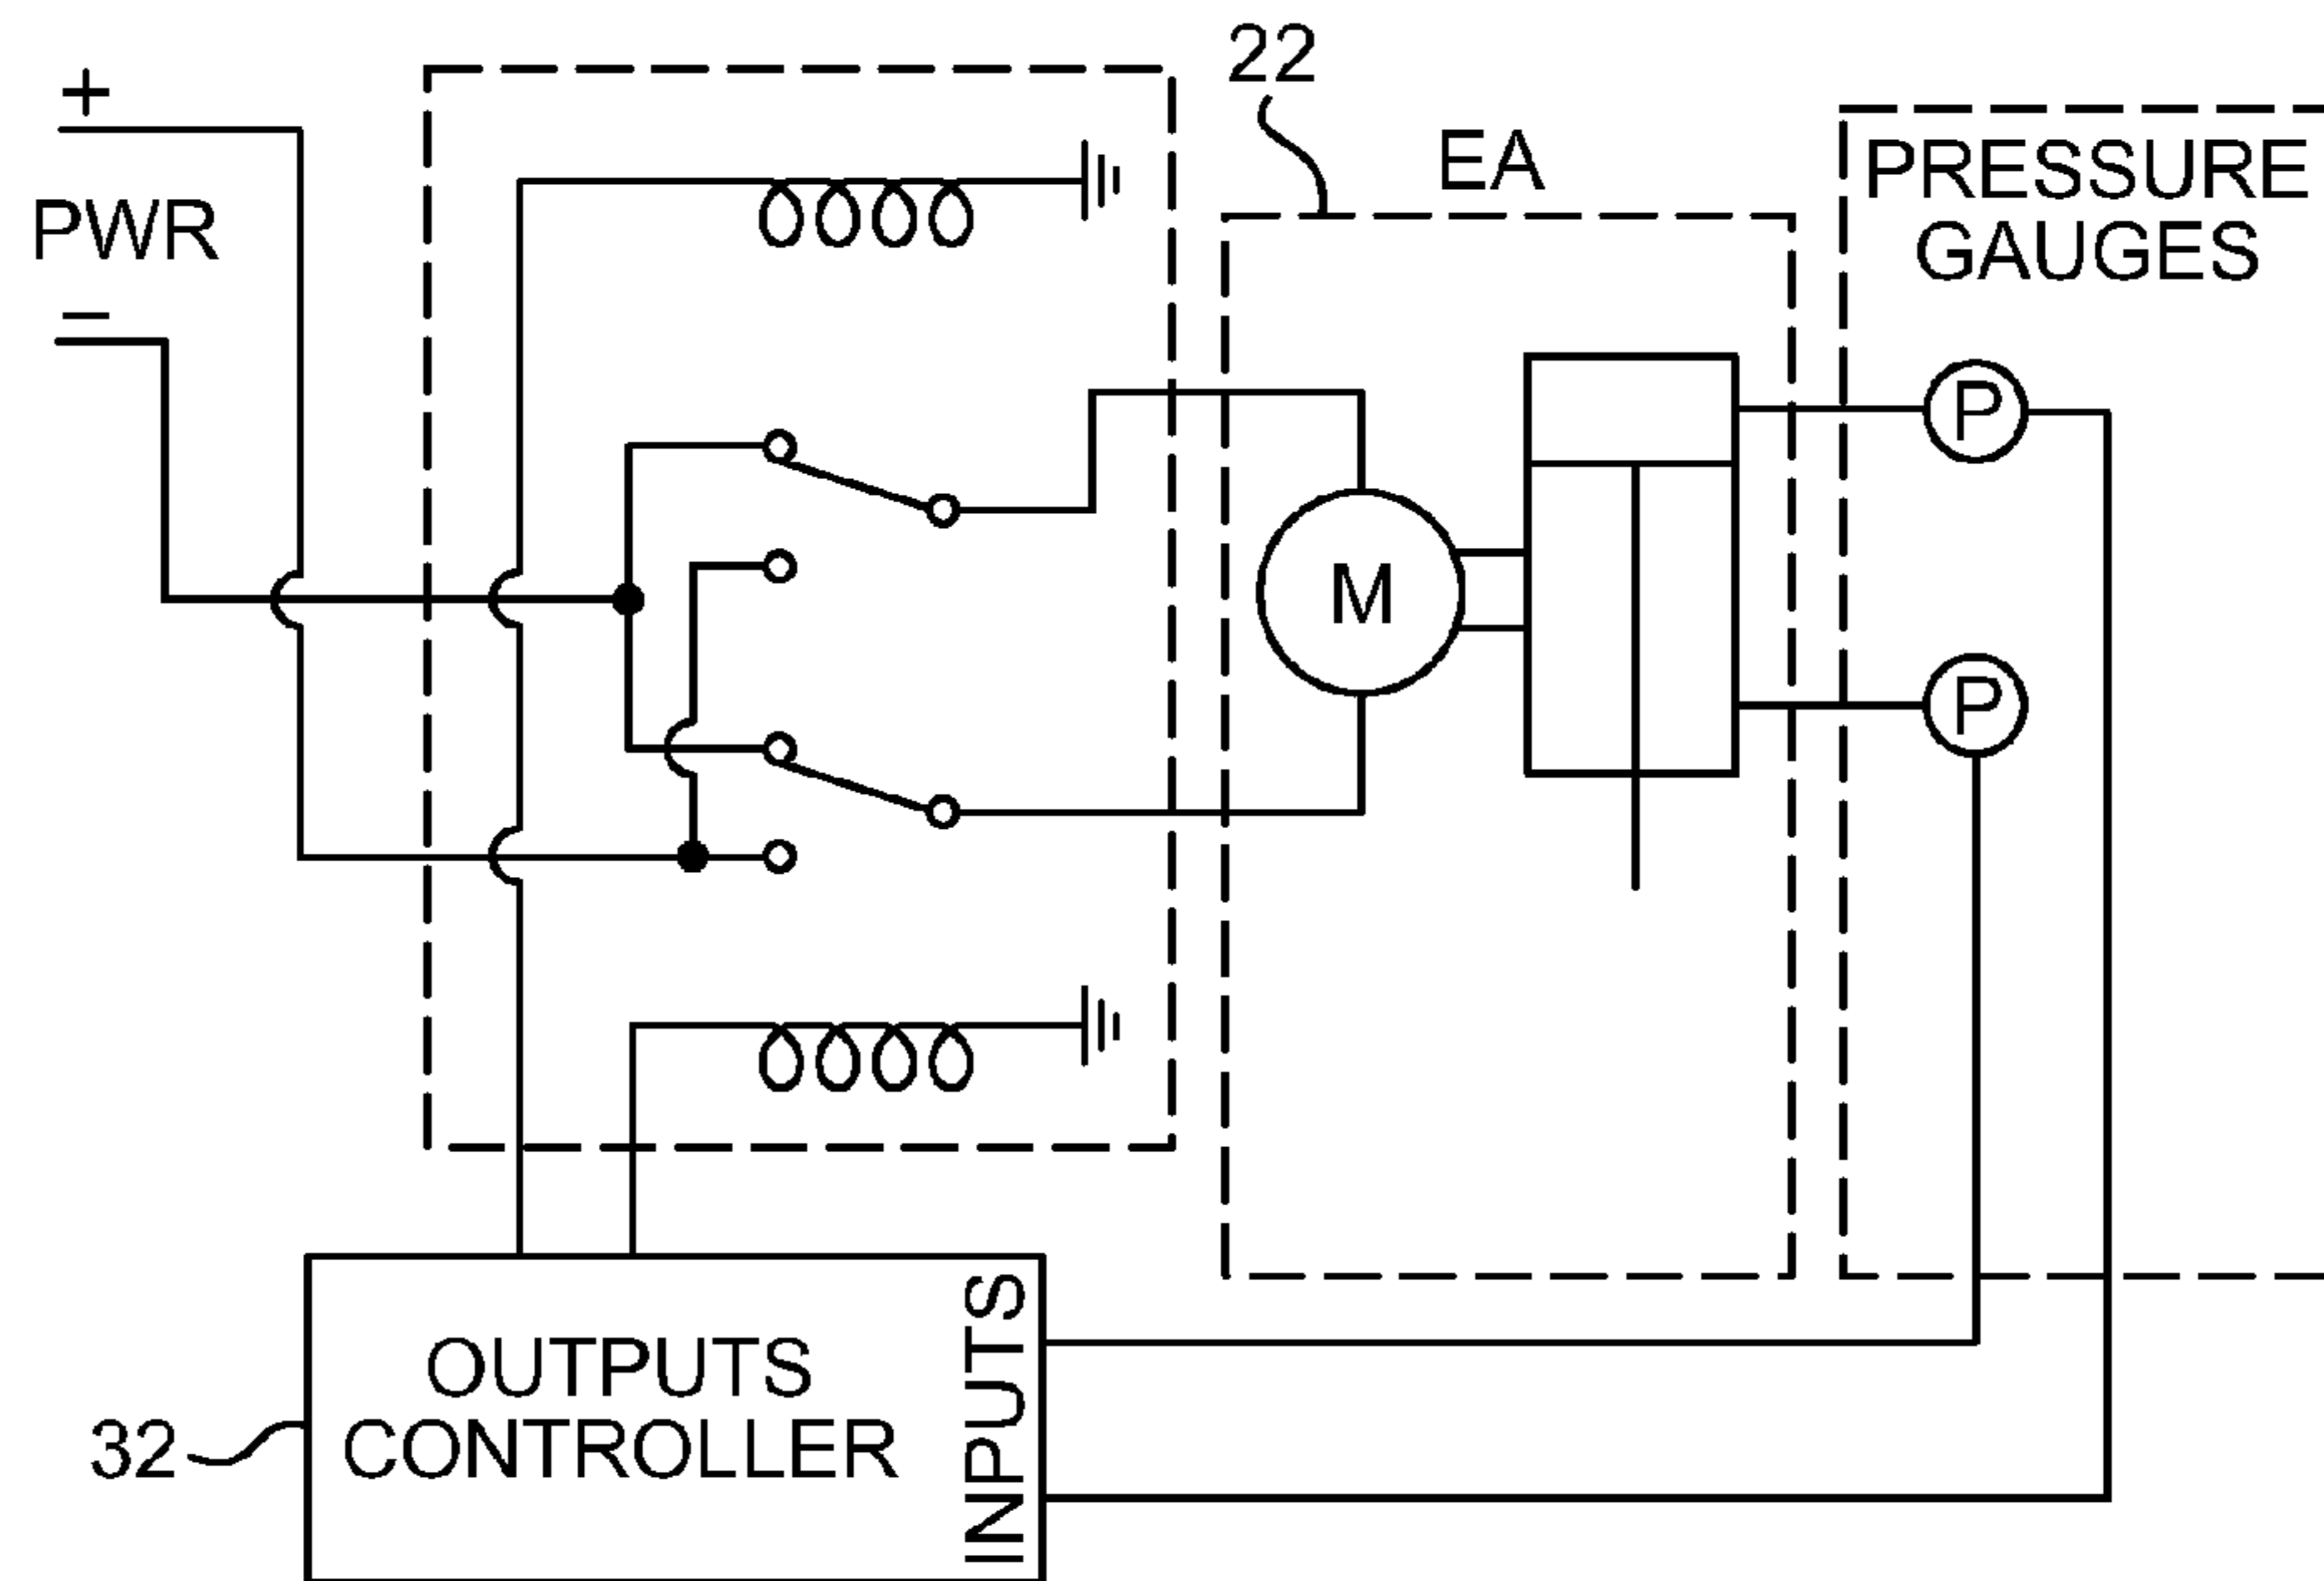 +
PWR
−
22
EA
PRESSURE
GAUGES
P
M
P
OUTPUTS
CONTROLLER
INPUTS
32